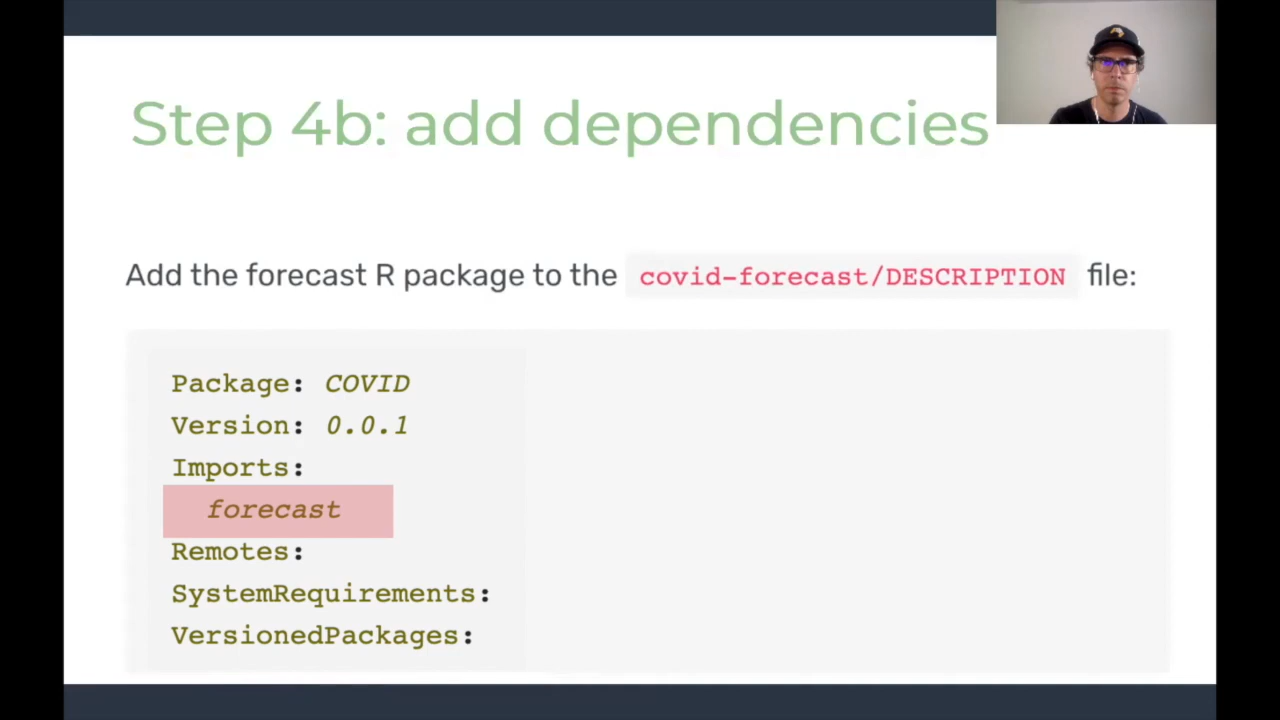 Step 4b: add dependencies
Add the forecast R package to the covid-forecast/DESCRIPTION file:
Package: COVID
Version: 0.0.1
Imports:
forecast
Remotes:
SystemRequirements:
VersionedPackages: